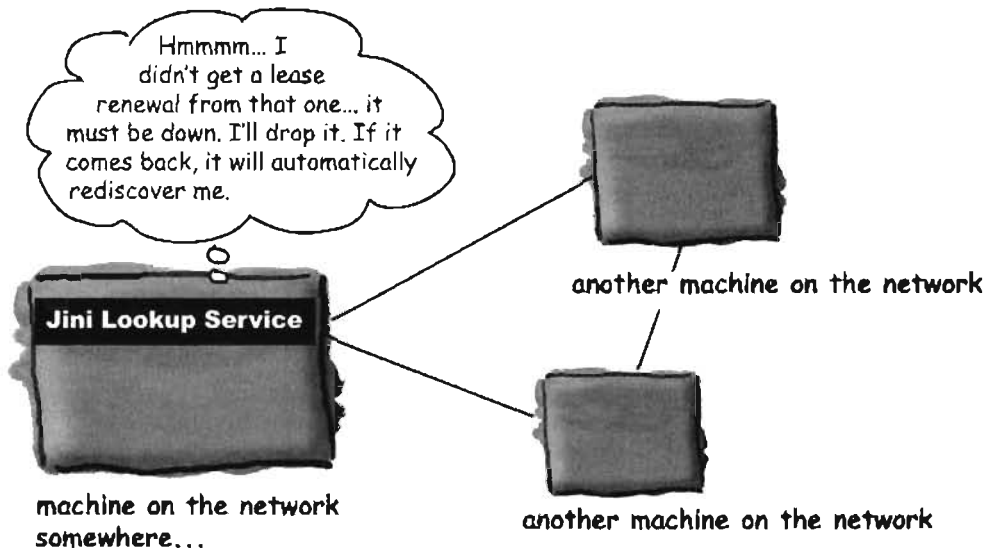 Hmmmm... I
didn't get a lease
renewal from that one... it
must be down. I'll drop it. If it
comes back, it will automatically
rediscover me.
another machine on the network
Jini Lookup Service
machine on the network
somewhere...
another machine on the network